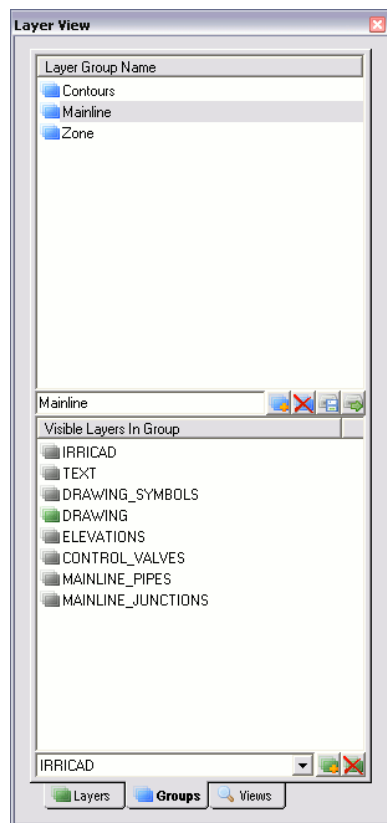 Layer View
Layer Group Name
Contours
Mainline
Zone
Mainline
Visible Layers In Group
IRRICAD
TEXT
DRAWING_SYMBOLS
DRAWING
ELEVATIONS
CONTROL_VALVES
MAINLINE_PIPES
MAINLINE_JUNCTIONS
IRRICAD
Layers Groups Views